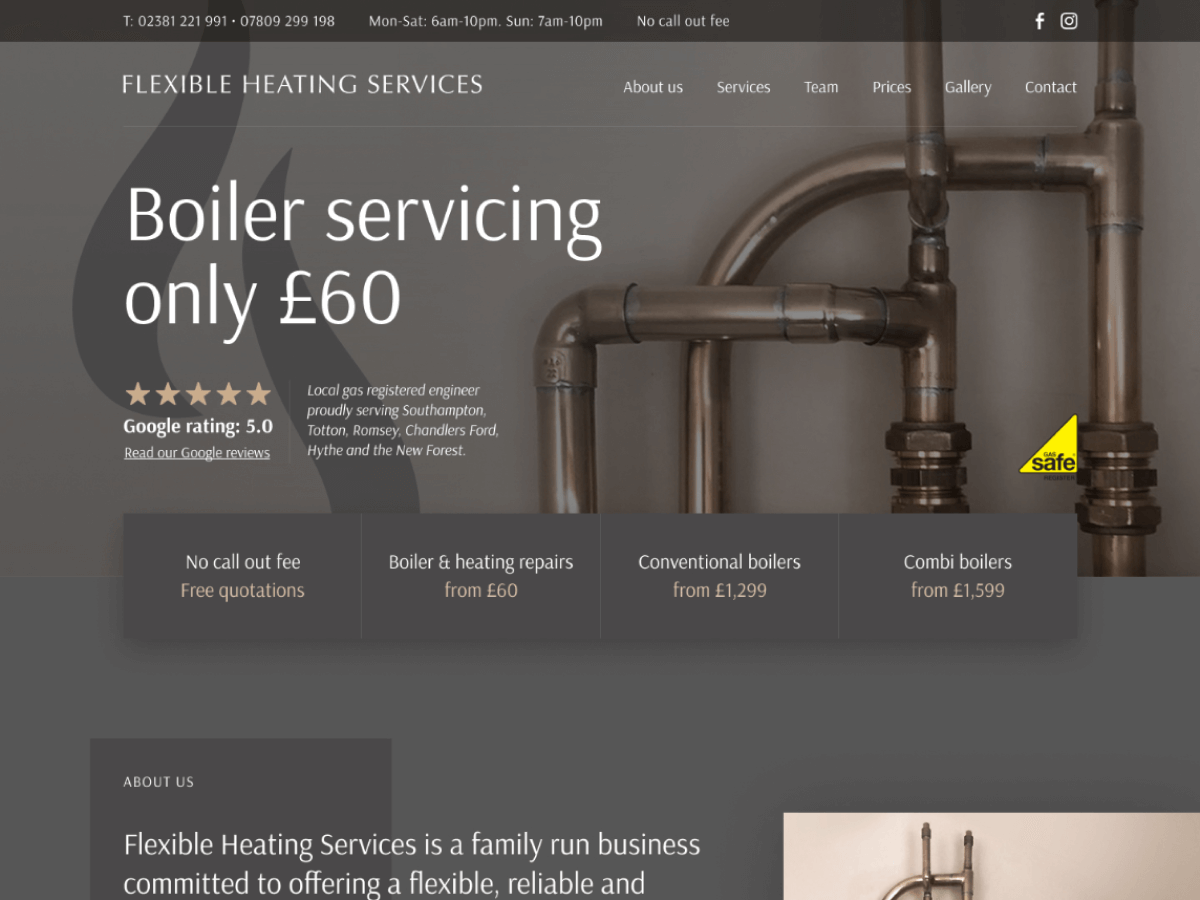 T: 02381 221 991 • 07809 299 198
Mon-Sat: 6am-10pm. Sun: 7am-10pm
No call out fee
FLEXIBLE HEATING SERVICES
About us
Services
Team
Prices
Gallery
Contact
Boiler servicing
only £60
Google rating: 5.0
Read our Google reviews
Local gas registered engineer
proudly serving Southampton,
Totton, Romsey, Chandlers Ford,
Hythe and the New Forest.
GAS
safe
REGISTER
No call out fee
Free quotations
Boiler & heating repairs
from £60
Conventional boilers
from £1,299
Combi boilers
from £1,599
ABOUT US
Flexible Heating Services is a family run business
committed to offering a flexible, reliable and